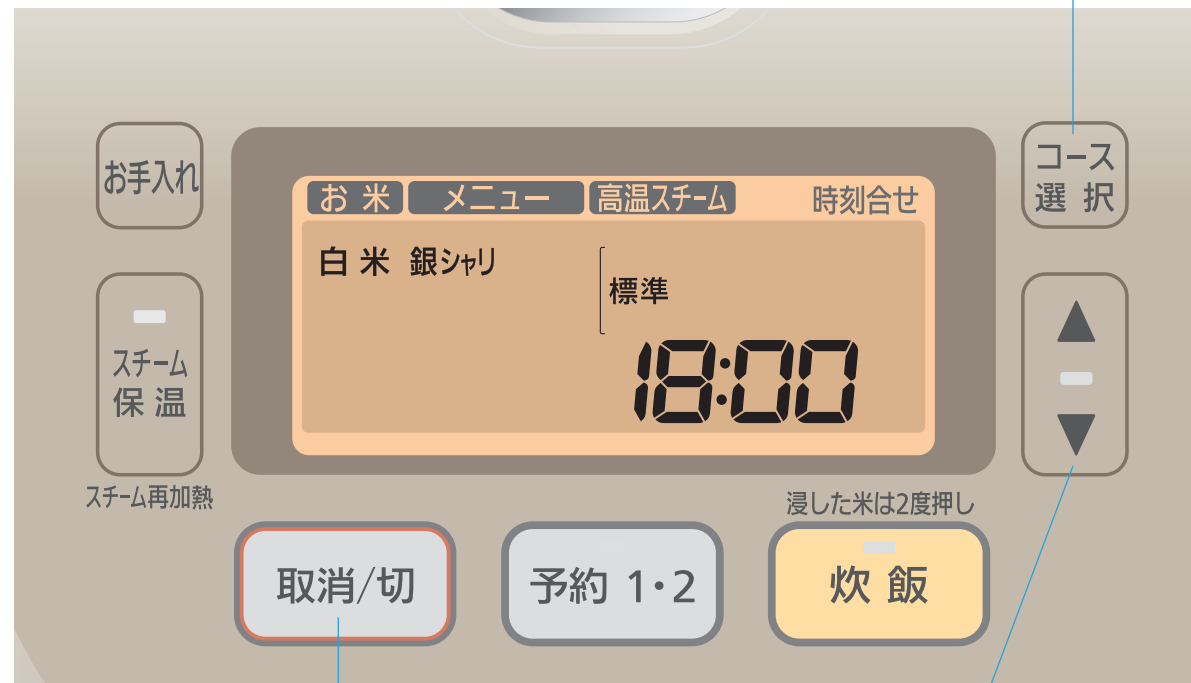 お手入れ
お米 メニュー 高温スチーム 時刻合せ
白米 銀シャリ
標準
18:00
コース
選択
スチーム
保温
スチーム再加熱
▲
▼
浸した米は2度押し
取消/切
予約 1・2
炊飯